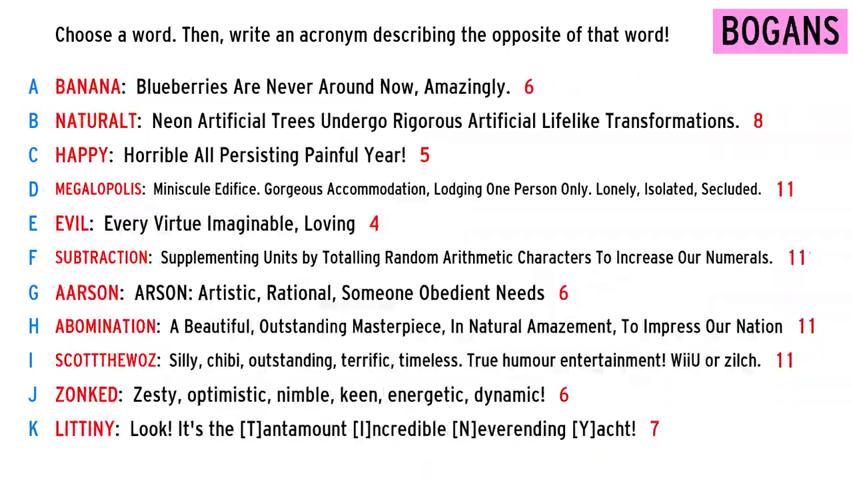 Choose a word. Then, write an acronym describing the opposite of that word! BOGANS
A BANANA: Blueberries Are Never Around Now, Amazingly. 6
B NATURALT: Neon Artificial Trees Undergo Rigorous Artificial Lifelike Transformations. 8
C HAPPY: Horrible All Persisting Painful Year! 5
D MEGALOPOLIS: Miniscule Edifice. Gorgeous Accommodation, Lodging One Person Only. Lonely, Isolated, Secluded. 11
E EVIL: Every Virtue Imaginable, Loving 4
F SUBTRACTION: Supplementing Units by Totalling Random Arithmetic Characters To Increase Our Numerals. 11
G AARSON: ARSON: Artistic, Rational, Someone Obedient Needs 6
H ABOMINATION: A Beautiful, Outstanding Masterpiece, In Natural Amazement, To Impress Our Nation 11
I SCOTTTHEWOZ: Silly, chibi, outstanding, terrific, timeless. True humour entertainment! WiiU or zilch. 11
J ZONKED: Zesty, optimistic, nimble, keen, energetic, dynamic! 6
K LITTINY: Look! It's the [T]antamount [I]ncredible [N]everending [Y]acht! 7